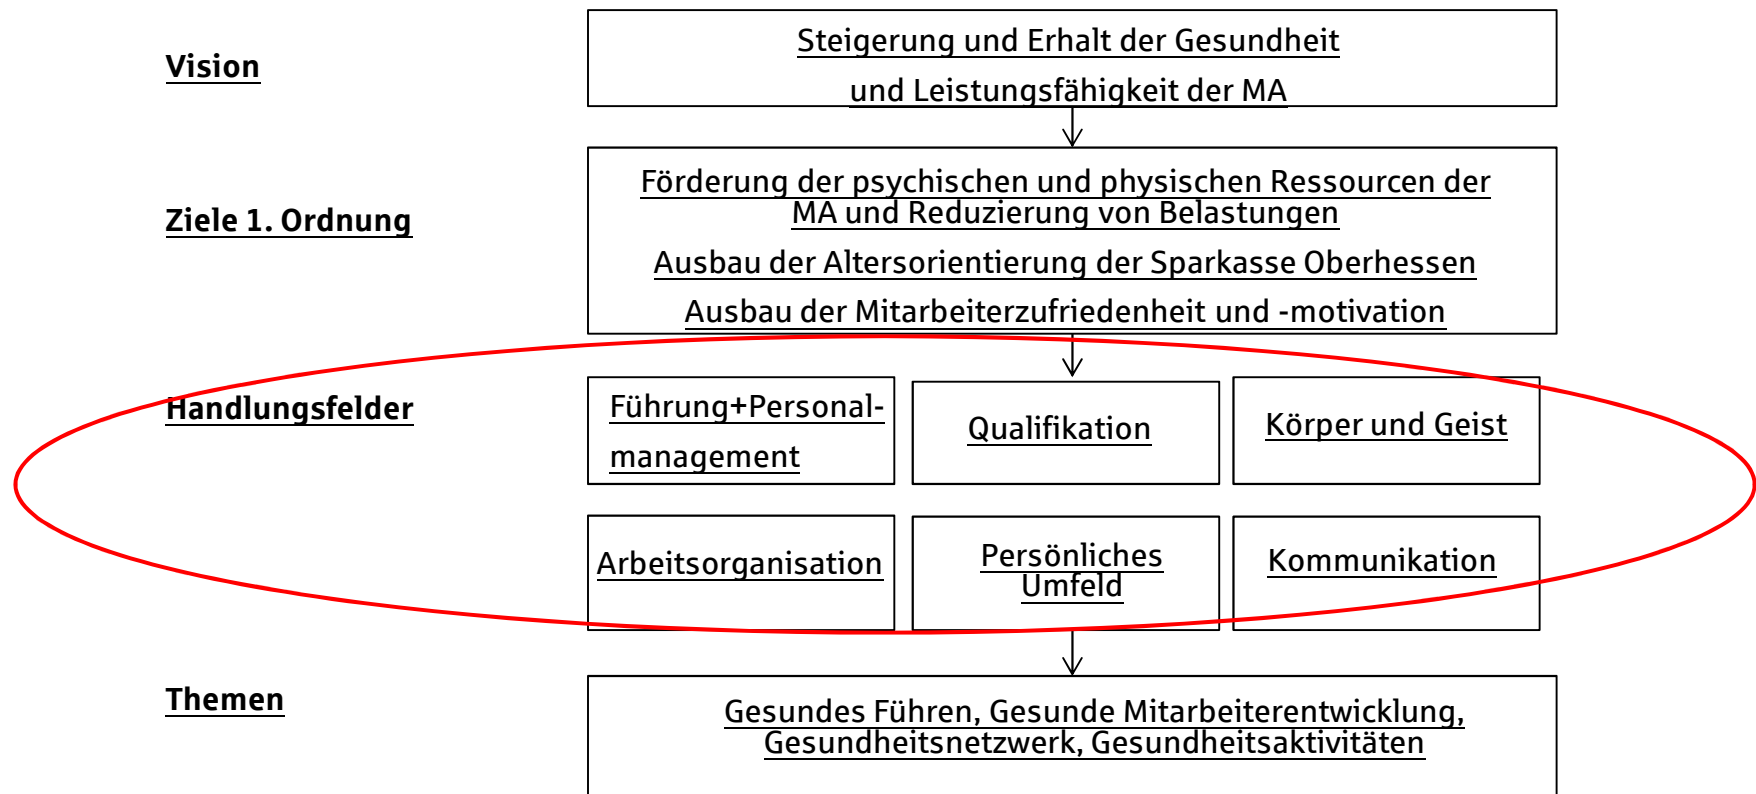 Vision
Steigerung und Erhalt der Gesundheit
und Leistungsfähigkeit der MA
Ziele 1. Ordnung
Förderung der psychischen und physischen Ressourcen der
MA und Reduzierung von Belastungen
Ausbau der Altersorientierung der Sparkasse Oberhessen
Ausbau der Mitarbeiterzufriedenheit und -motivation
Handlungsfelder
Führung+Personal-
management
Qualifikation
Körper und Geist
Arbeitsorganisation
Persönliches
Umfeld
Kommunikation
Themen
Gesundes Führen, Gesunde Mitarbeiterentwicklung,
Gesundheitsnetzwerk, Gesundheitsaktivitäten